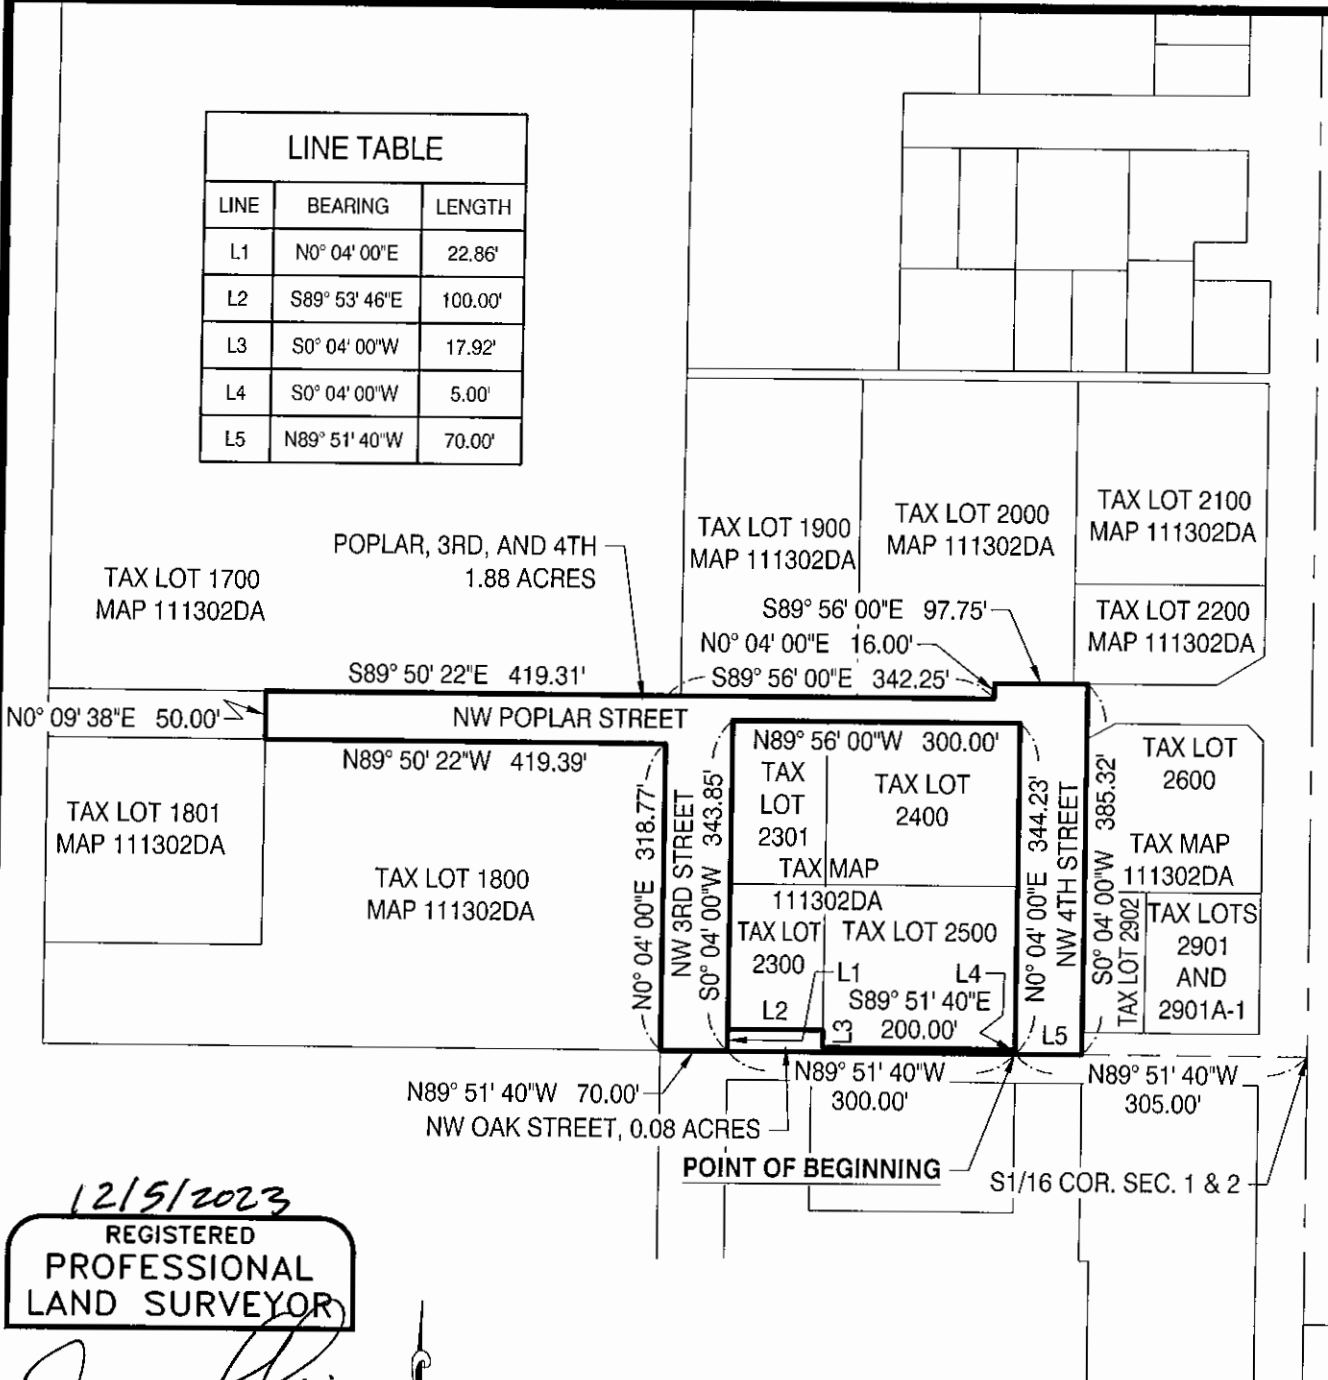 LINE TABLE
LINE BEARING LENGTH
L1 N0° 04' 00"E 22.86'
L2 S89° 53' 46"E 100.00'
L3 S0° 04' 00"W 17.92'
L4 S0° 04' 00"W 5.00'
L5 N89° 51' 40"W 70.00'
POPLAR, 3RD, AND 4TH
1.88 ACRES
TAX LOT 1700
MAP 111302DA
TAX LOT 1900
MAP 111302DA
TAX LOT 2000
MAP 111302DA
TAX LOT 2100
MAP 111302DA
TAX LOT 2200
MAP 111302DA
S89° 56' 00"E 97.75'
N0° 04' 00"E 16.00'
S89° 50' 22"E 419.31'
S89° 56' 00"E 342.25'
N0° 09' 38"E 50.00'
NW POPLAR STREET
N89° 50' 22"W 419.39'
N89° 56' 00"W 300.00'
TAX LOT 1801
MAP 111302DA
TAX LOT 1800
MAP 111302DA
N0° 04' 00"E 318.77'
NW 3RD STREET
S0° 04' 00"W 343.85'
TAX
LOT
2301
TAX LOT
2400
TAX MAP
111302DA
TAX LOT
2300
TAX LOT 2500
L1
L4
L2
L3
S89° 51' 40"E
200.00'
N0° 04' 00"E 344.23'
NW 4TH STREET
L5
S0° 04' 00"W 385.32'
TAX LOT
2600
TAX MAP
111302DA
TAX LOT 2902
TAX LOTS
2901
AND
2901A-1
N89° 51' 40"W 70.00'
N89° 51' 40"W
300.00'
N89° 51' 40"W
305.00'
NW OAK STREET, 0.08 ACRES
POINT OF BEGINNING
S1/16 COR. SEC. 1 & 2
12/5/2023
REGISTERED
PROFESSIONAL
LAND SURVEYOR